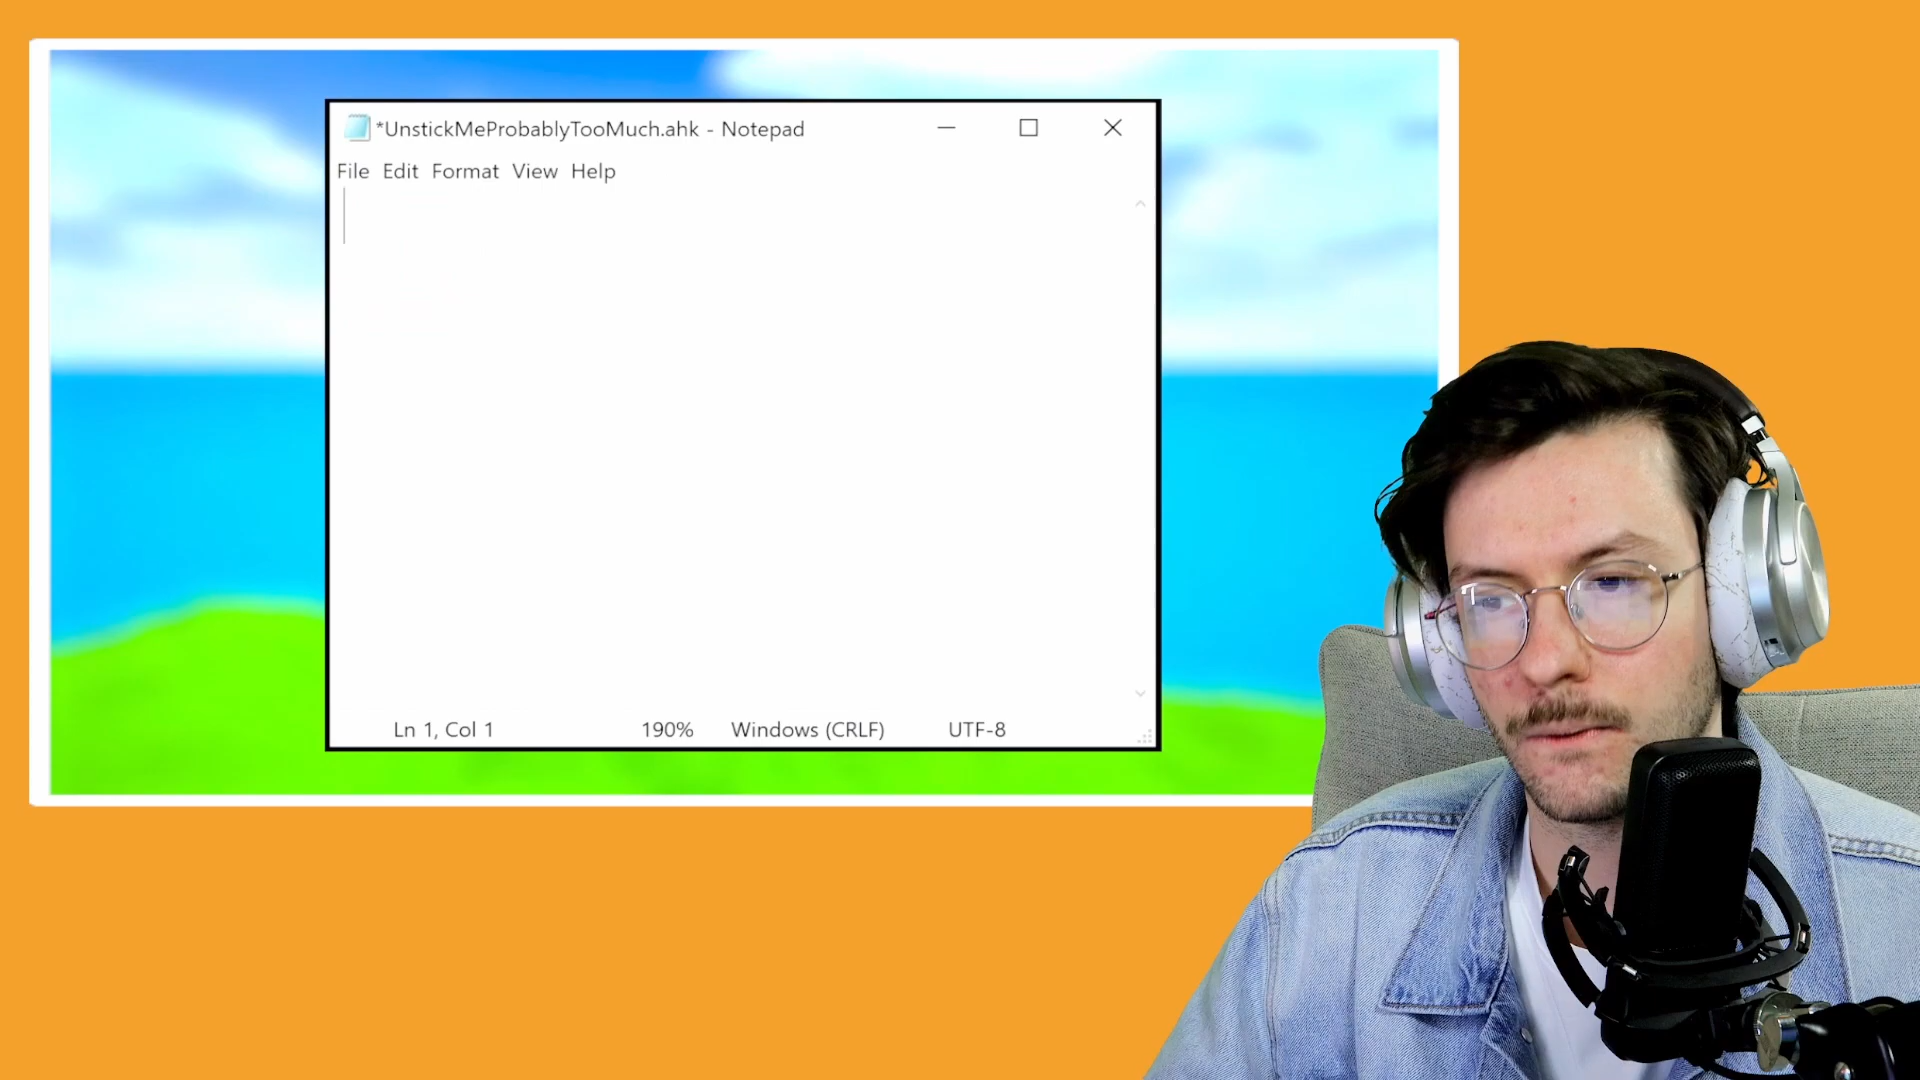 *UnstickMeProbablyTooMuch.ahk - Notepad
File Edit Format View Help
Ln 1, Col 1 190% Windows (CRLF) UTF-8